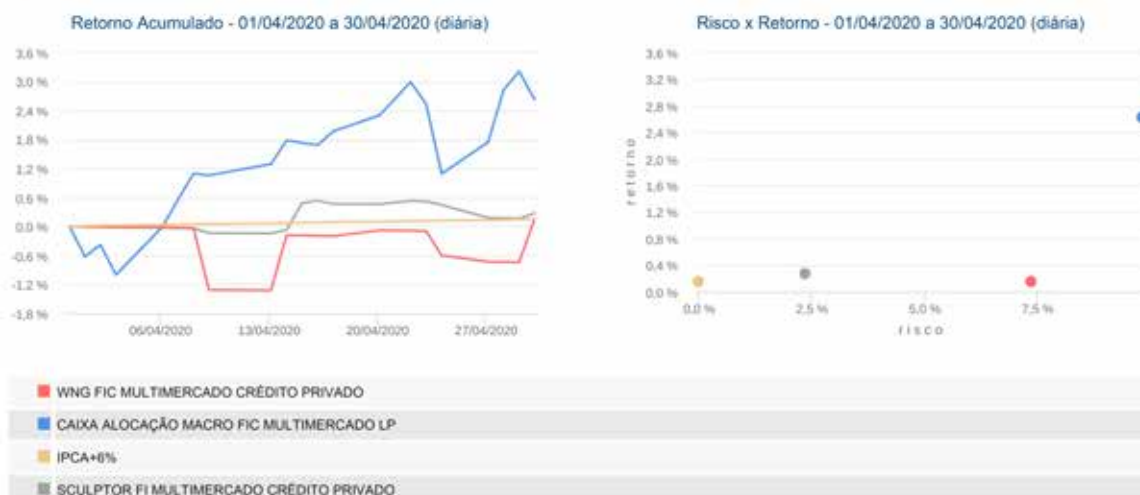 Retorno Acumulado - 01/04/2020 a 30/04/2020 (diária)
3,6 %
3,0 %
2,4 %
1,8 %
1,2 %
0,6 %
0,0 %
-0,6 %
-1,2 %
-1,8 %
06/04/2020 13/04/2020 20/04/2020 27/04/2020
Risco x Retorno - 01/04/2020 a 30/04/2020 (diária)
retorno
3,6 %
3,2 %
2,8 %
2,4 %
2,0 %
1,6 %
1,2 %
0,8 %
0,4 %
0,0 %
0,0 % 2,5 % 5,0 % 7,5 %
risco
WNG FIC MULTIMERCADO CRÉDITO PRIVADO
CAIXA ALOCAÇÃO MACRO FIC MULTIMERCADO LP
IPCA+6%
SCULPTOR FI MULTIMERCADO CRÉDITO PRIVADO